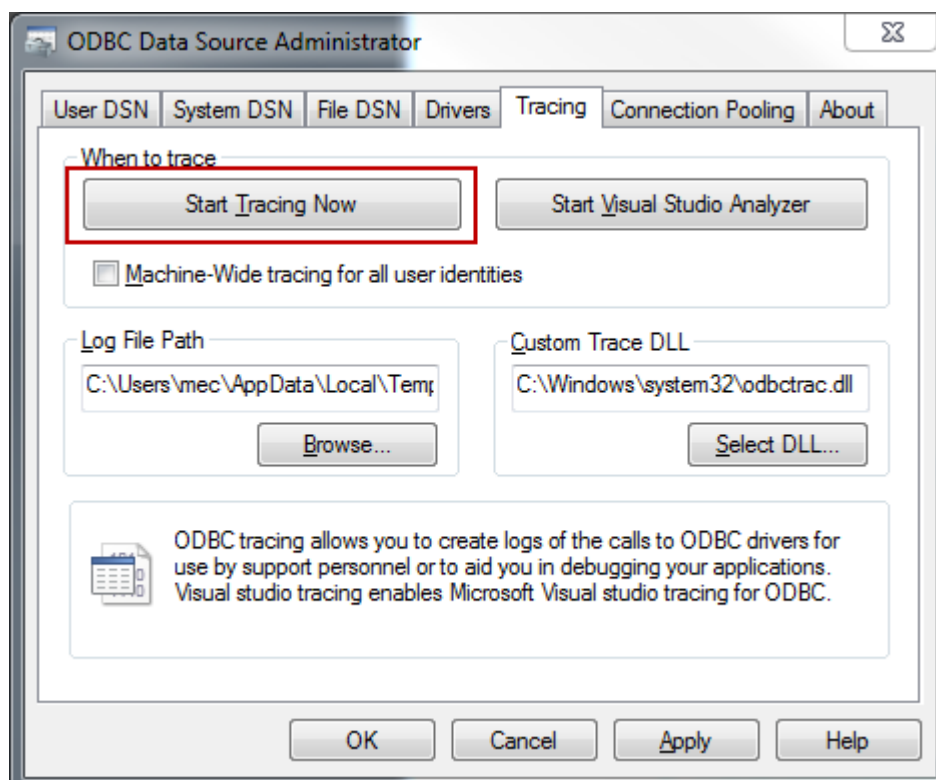 ODBC Data Source Administrator
User DSN System DSN File DSN Drivers Tracing Connection Pooling About
When to trace
Start Tracing Now Start Visual Studio Analyzer
Machine-Wide tracing for all user identities
Log File Path Custom Trace DLL
C:\Users\mec\AppData\Local\Temp C:\Windows\system32\odbctrac.dll
Browse... Select DLL...
ODBC tracing allows you to create logs of the calls to ODBC drivers for
use by support personnel or to aid you in debugging your applications.
Visual studio tracing enables Microsoft Visual studio tracing for ODBC.
OK Cancel Apply Help